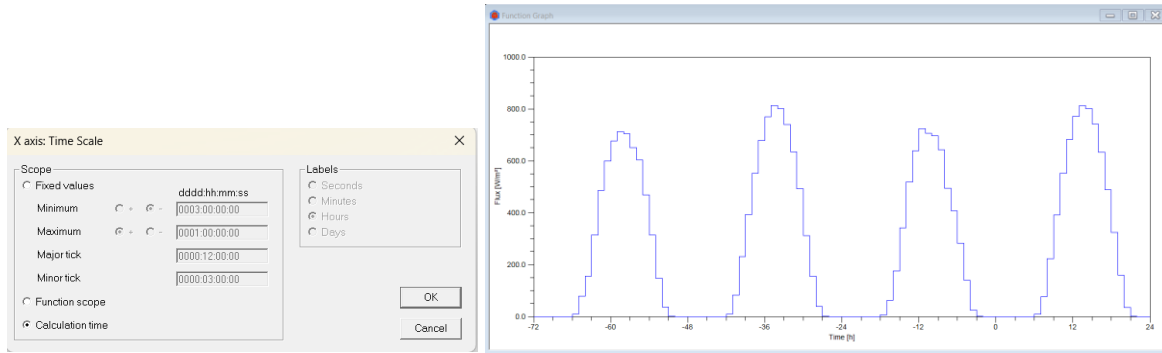 X axis: Time Scale
Scope
Fixed values
dddd:hh:mm:ss
Minimum + - 0003:00:00:00
Maximum + - 0001:00:00:00
Major tick 0000:12:00:00
Minor tick 0000:03:00:00
Function scope
Calculation time
Labels
Seconds
Minutes
Hours
Days
OK
Cancel
Function Graph
1000.0
800.0
600.0
400.0
200.0
0.0
Flux [W/m²]
-72 -60 -48 -36 -24 -12 0 12 24
Time [h]